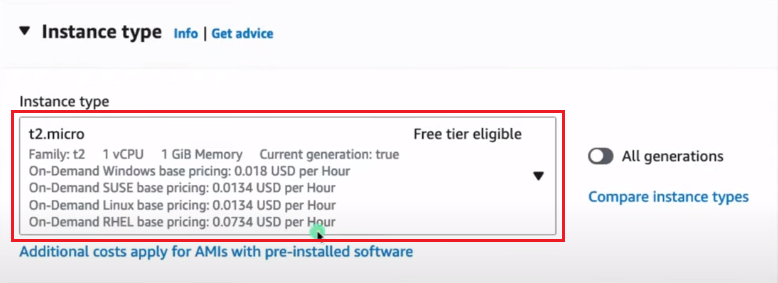 Instance type Info | Get advice
Instance type
t2.micro Free tier eligible
Family: t2 1 vCPU 1 GiB Memory Current generation: true
On-Demand Windows base pricing: 0.018 USD per Hour
On-Demand SUSE base pricing: 0.0134 USD per Hour
On-Demand Linux base pricing: 0.0134 USD per Hour
On-Demand RHEL base pricing: 0.0734 USD per Hour
All generations
Compare instance types
Additional costs apply for AMIs with pre-installed software